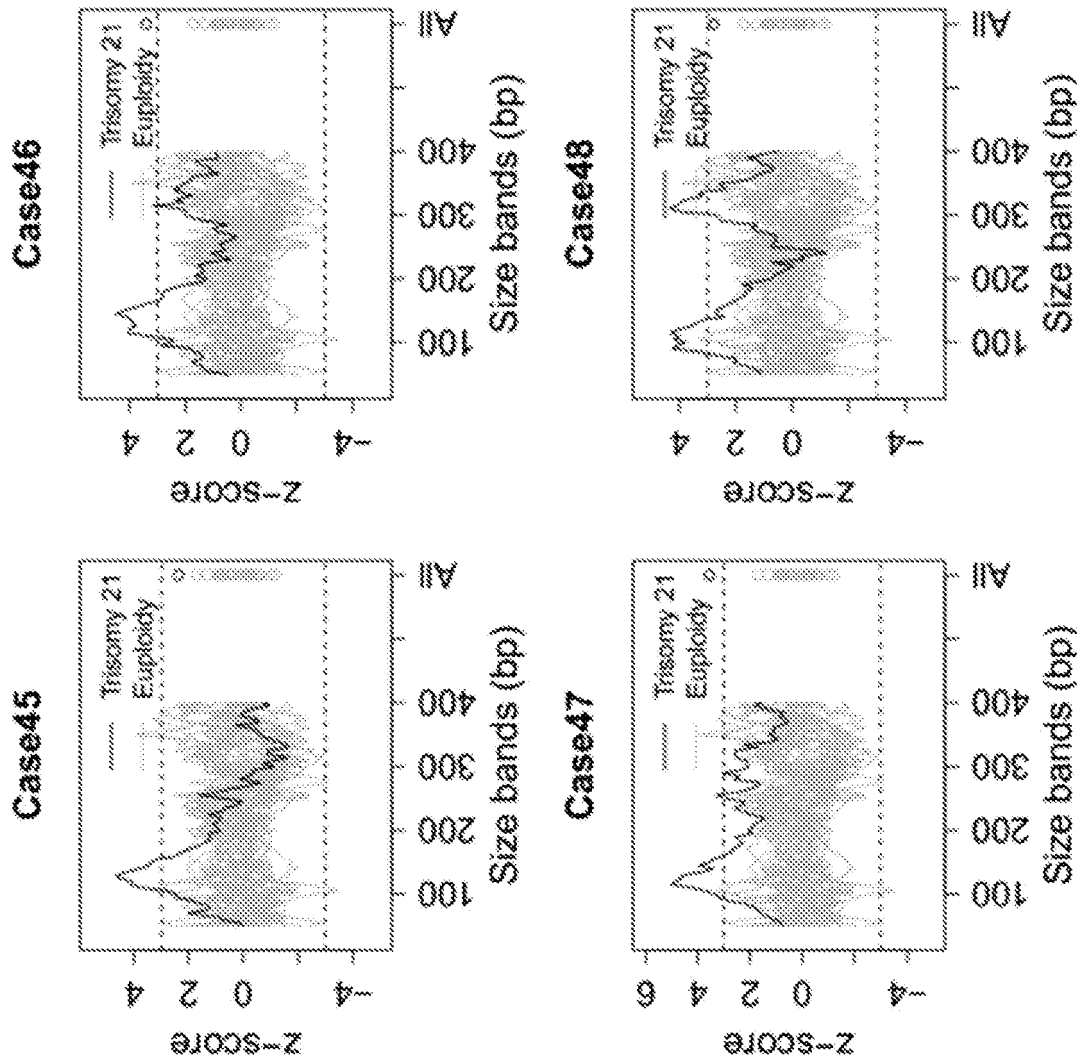 Case45
Trisomy 21
Euploidy
z-score
4
2
0
-4
100
200
300
400
All
Size bands (bp)
Case46
Trisomy 21
Euploidy
z-score
4
2
0
-4
100
200
300
400
All
Size bands (bp)
Case47
Trisomy 21
Euploidy
z-score
6
4
2
0
-4
100
200
300
400
All
Size bands (bp)
Case48
Trisomy 21
Euploidy
z-score
4
2
0
-4
100
200
300
400
All
Size bands (bp)